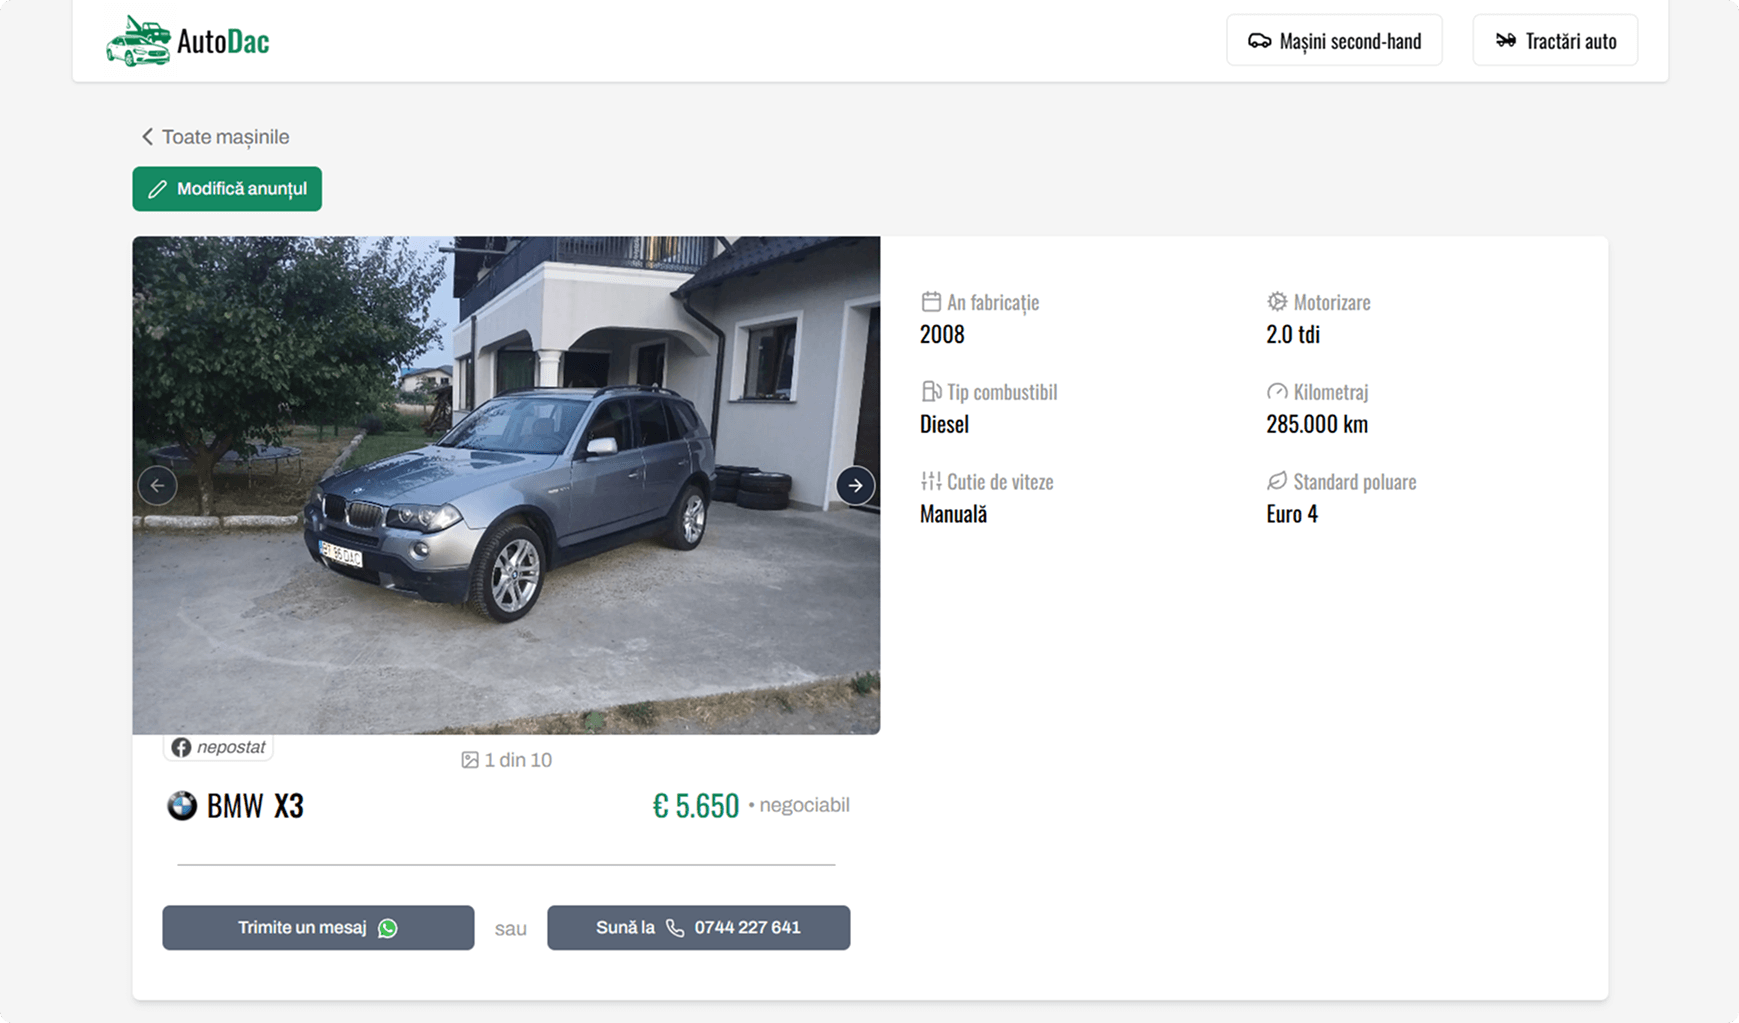 AutoDac
Mașini second-hand
Tractări auto
Toate mașinile
Modifică anunțul
An fabricație
2008
Motorizare
2.0 tdi
Tip combustibil
Diesel
Kilometraj
285.000 km
Cutie de viteze
Manuală
Standard poluare
Euro 4
BT 86 DAC
nepostat
1 din 10
BMW X3
€ 5.650 • negociabil
Trimite un mesaj
sau
Sună la 0744 227 641